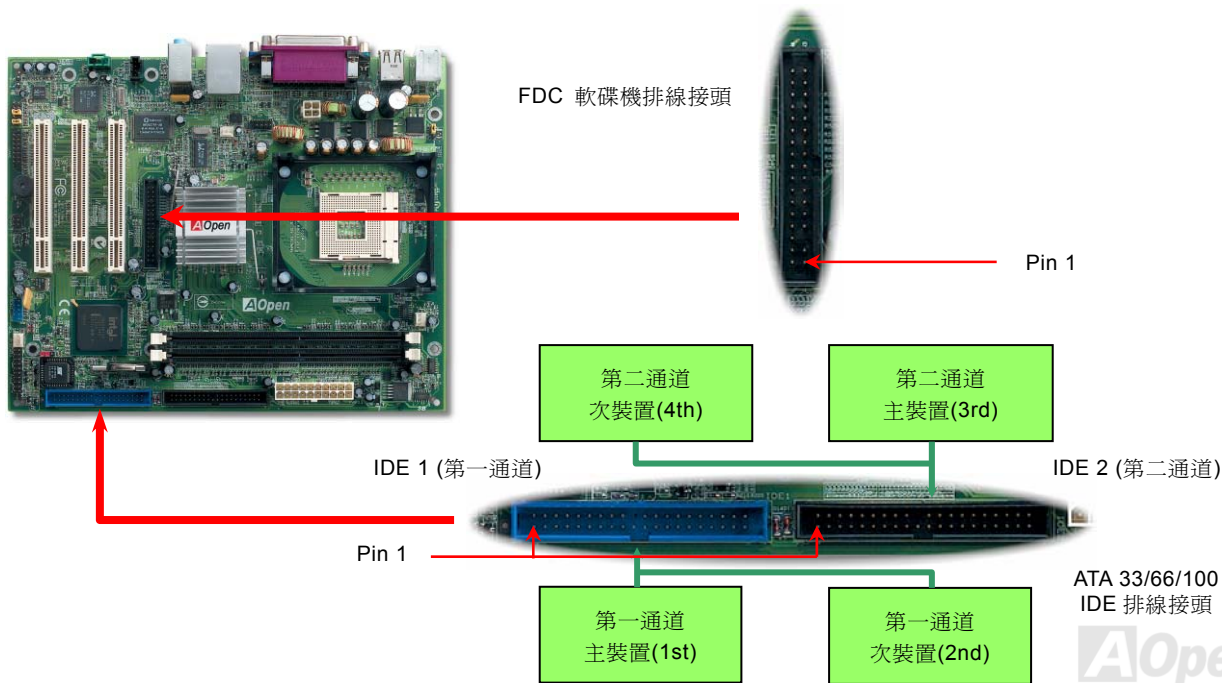 FDC 軟碟機排線接頭
AOpen
AOpen
Pin 1
第二通道
次裝置(4th)
第二通道
主裝置(3rd)
IDE 1 (第一通道)
IDE 2 (第二通道)
IDE1
Pin 1
ATA 33/66/100
IDE 排線接頭
第一通道
主裝置(1st)
第一通道
次裝置(2nd)